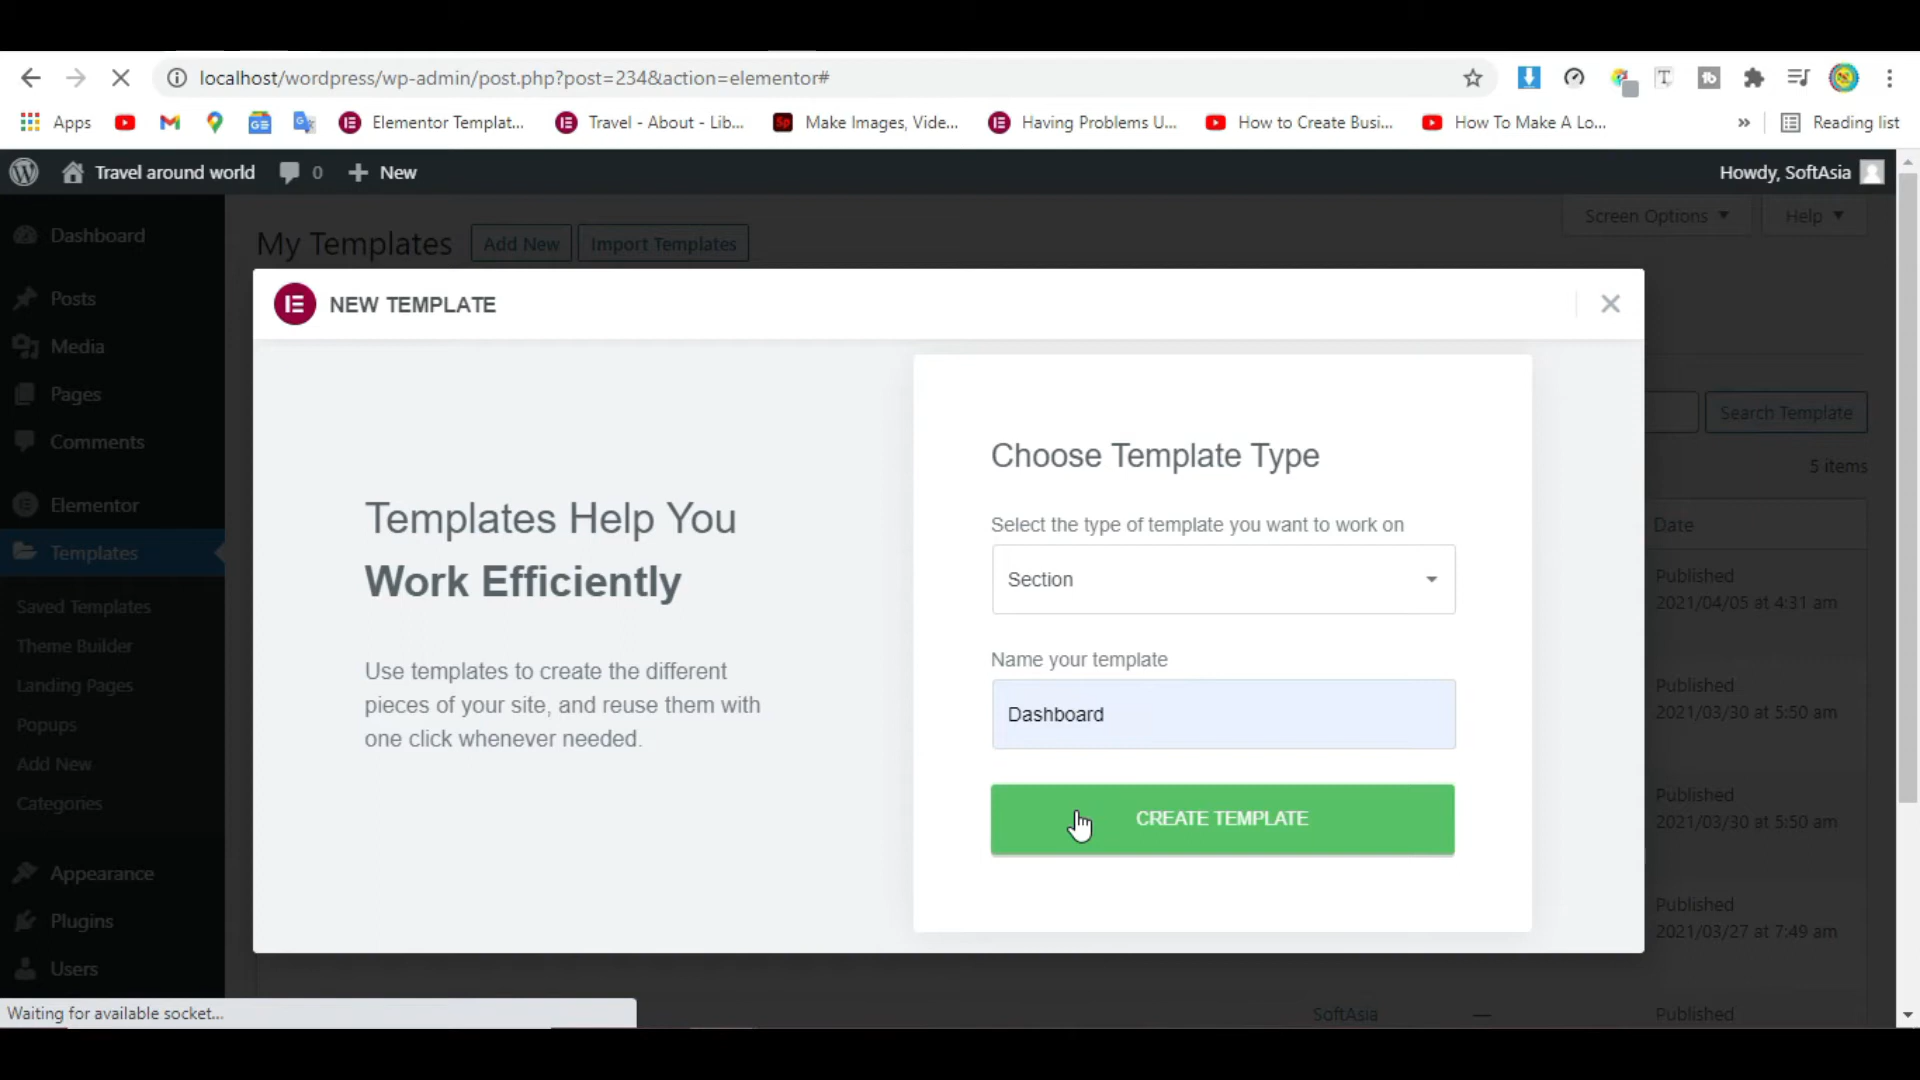 localhost/wordpress/wp-admin/post.php?post=234&action=elementor#
Apps
Elementor Templat...
Travel - About - Lib...
Sp
Make Images, Vide...
Having Problems U...
How to Create Busi...
How To Make A Lo...
»
Reading list
Travel around world
0
New
Howdy, SoftAsia
Screen Options
Help
Dashboard
My Templates
Add New
Import Templates
Posts
NEW TEMPLATE
Media
Pages
Search Template
Comments
Choose Template Type
5 items
Elementor
Templates Help You
Work Efficiently
Select the type of template you want to work on
Date
Templates
Section
Published
2021/04/05 at 4:31 am
Saved Templates
Theme Builder
Name your template
Landing Pages
Use templates to create the different
pieces of your site, and reuse them with
one click whenever needed.
Published
2021/03/30 at 5:50 am
Popups
Dashboard
Add New
Categories
CREATE TEMPLATE
Published
2021/03/30 at 5:50 am
Appearance
Plugins
Published
2021/03/27 at 7:49 am
Users
Waiting for available socket...
SoftAsia
—
Published